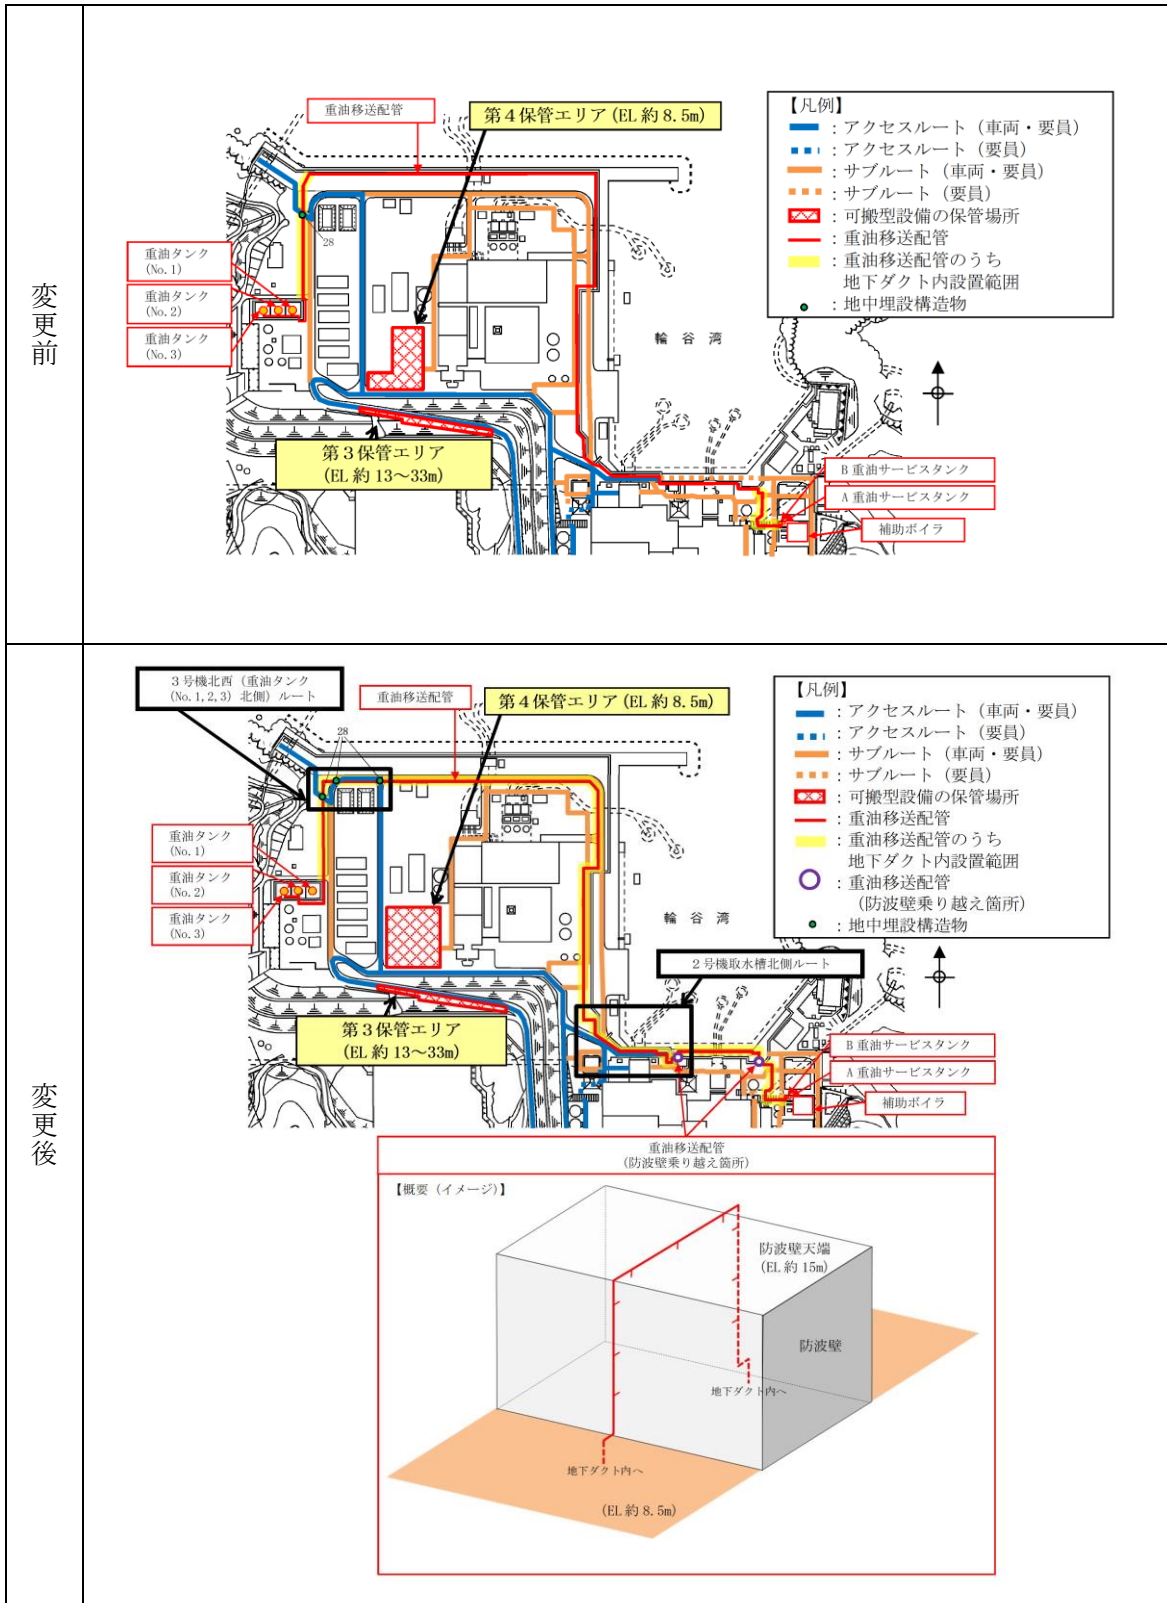 変更前
重油移送配管
第4保管エリア(EL 約 8.5m)
【凡例】
：アクセスルート（車両・要員）
：アクセスルート（要員）
：サブルート（車両・要員）
：サブルート（要員）
：可搬型設備の保管場所
：重油移送配管
：重油移送配管のうち
地下ダクト内設置範囲
：地中埋設構造物
28
重油タンク
(No.1)
重油タンク
(No.2)
重油タンク
(No.3)
輪谷湾
第3保管エリア
(EL 約 13～33m)
B 重油サービスタンク
A 重油サービスタンク
補助ボイラ
変更後
3号機北西（重油タンク
(No.1,2,3) 北側）ルート
重油移送配管
第4保管エリア(EL 約 8.5m)
【凡例】
：アクセスルート（車両・要員）
：アクセスルート（要員）
：サブルート（車両・要員）
：サブルート（要員）
：可搬型設備の保管場所
：重油移送配管
：重油移送配管のうち
地下ダクト内設置範囲
：重油移送配管
（防波壁乗り越え箇所）
：地中埋設構造物
28
重油タンク
(No.1)
重油タンク
(No.2)
重油タンク
(No.3)
輪谷湾
2号機取水槽北側ルート
第3保管エリア
(EL 約 13～33m)
B 重油サービスタンク
A 重油サービスタンク
補助ボイラ
重油移送配管
(防波壁乗り越え箇所)
【概要（イメージ）】
防波壁天端
(EL 約 15m)
防波壁
地下ダクト内へ
地下ダクト内へ
(EL 約 8.5m)